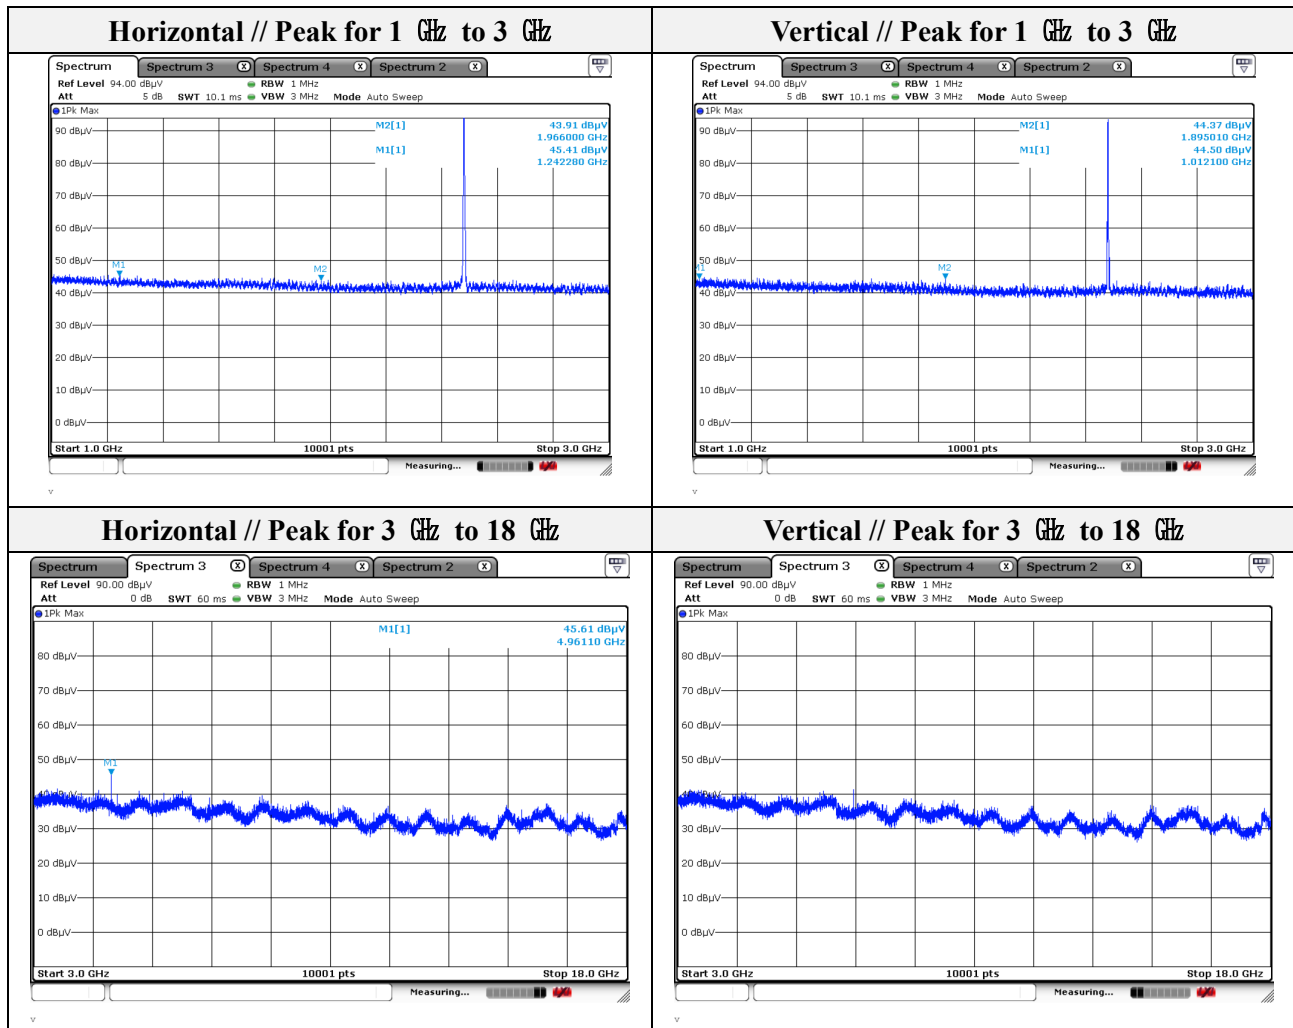 Horizontal // Peak for 1 ㎓ to 3 ㎓
Spectrum Spectrum 3 X Spectrum 4 X Spectrum 2 X
Ref Level 94.00 dBµV RBW 1 MHz
Att 5 dB SWT 10.1 ms VBW 3 MHz Mode Auto Sweep
1Pk Max
M2[1] 43.91 dBµV
1.966000 GHz
M1[1] 45.41 dBµV
1.242280 GHz
90 dBµV
80 dBµV
70 dBµV
60 dBµV
50 dBµV
M1
M2
40 dBµV
30 dBµV
20 dBµV
10 dBµV
0 dBµV
Start 1.0 GHz 10001 pts Stop 3.0 GHz
Measuring...
v
Vertical // Peak for 1 ㎓ to 3 ㎓
Spectrum Spectrum 3 X Spectrum 4 X Spectrum 2 X
Ref Level 94.00 dBµV RBW 1 MHz
Att 5 dB SWT 10.1 ms VBW 3 MHz Mode Auto Sweep
1Pk Max
M2[1] 44.37 dBµV
1.895010 GHz
M1[1] 44.50 dBµV
1.012100 GHz
90 dBµV
80 dBµV
70 dBµV
60 dBµV
50 dBµV
M1
M2
40 dBµV
30 dBµV
20 dBµV
10 dBµV
0 dBµV
Start 1.0 GHz 10001 pts Stop 3.0 GHz
Measuring...
v
Horizontal // Peak for 3 ㎓ to 18 ㎓
Spectrum Spectrum 3 X Spectrum 4 X Spectrum 2 X
Ref Level 90.00 dBµV RBW 1 MHz
Att 0 dB SWT 60 ms VBW 3 MHz Mode Auto Sweep
1Pk Max
M1[1] 45.61 dBµV
4.96110 GHz
80 dBµV
70 dBµV
60 dBµV
50 dBµV
M1
40 dBµV
30 dBµV
20 dBµV
10 dBµV
0 dBµV
Start 3.0 GHz 10001 pts Stop 18.0 GHz
Measuring...
v
Vertical // Peak for 3 ㎓ to 18 ㎓
Spectrum Spectrum 3 X Spectrum 4 X Spectrum 2 X
Ref Level 90.00 dBµV RBW 1 MHz
Att 0 dB SWT 60 ms VBW 3 MHz Mode Auto Sweep
1Pk Max
80 dBµV
70 dBµV
60 dBµV
50 dBµV
40 dBµV
30 dBµV
20 dBµV
10 dBµV
0 dBµV
Start 3.0 GHz 10001 pts Stop 18.0 GHz
Measuring...
v